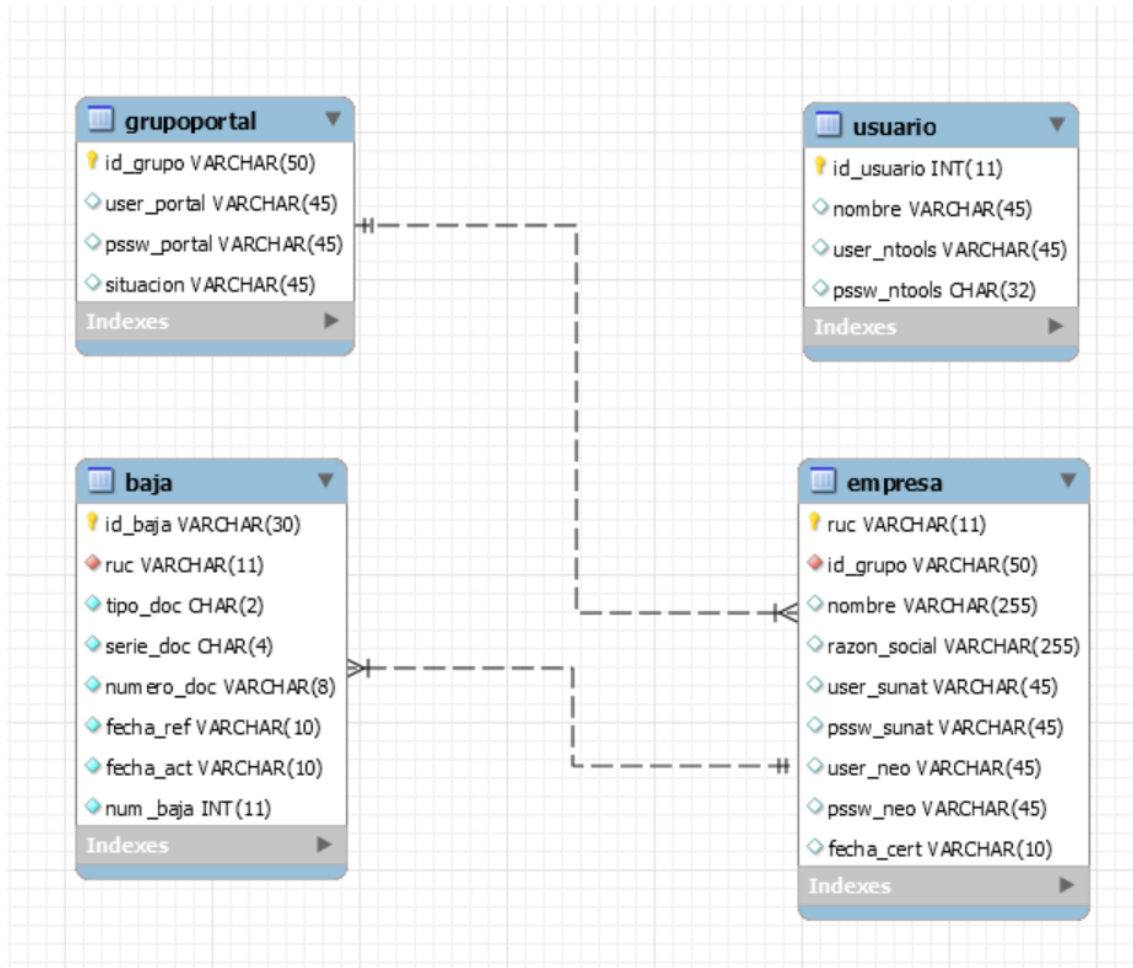 grupoportal
id_grupo VARCHAR(50)
user_portal VARCHAR(45)
pssw_portal VARCHAR(45)
situacion VARCHAR(45)
Indexes
usuario
id_usuario INT(11)
nombre VARCHAR(45)
user_ntools VARCHAR(45)
pssw_ntools CHAR(32)
Indexes
baja
id_baja VARCHAR(30)
ruc VARCHAR(11)
tipo_doc CHAR(2)
serie_doc CHAR(4)
numero_doc VARCHAR(8)
fecha_ref VARCHAR(10)
fecha_act VARCHAR(10)
num_baja INT(11)
Indexes
empresa
ruc VARCHAR(11)
id_grupo VARCHAR(50)
nombre VARCHAR(255)
razon_social VARCHAR(255)
user_sunat VARCHAR(45)
pssw_sunat VARCHAR(45)
user_neo VARCHAR(45)
pssw_neo VARCHAR(45)
fecha_cert VARCHAR(10)
Indexes